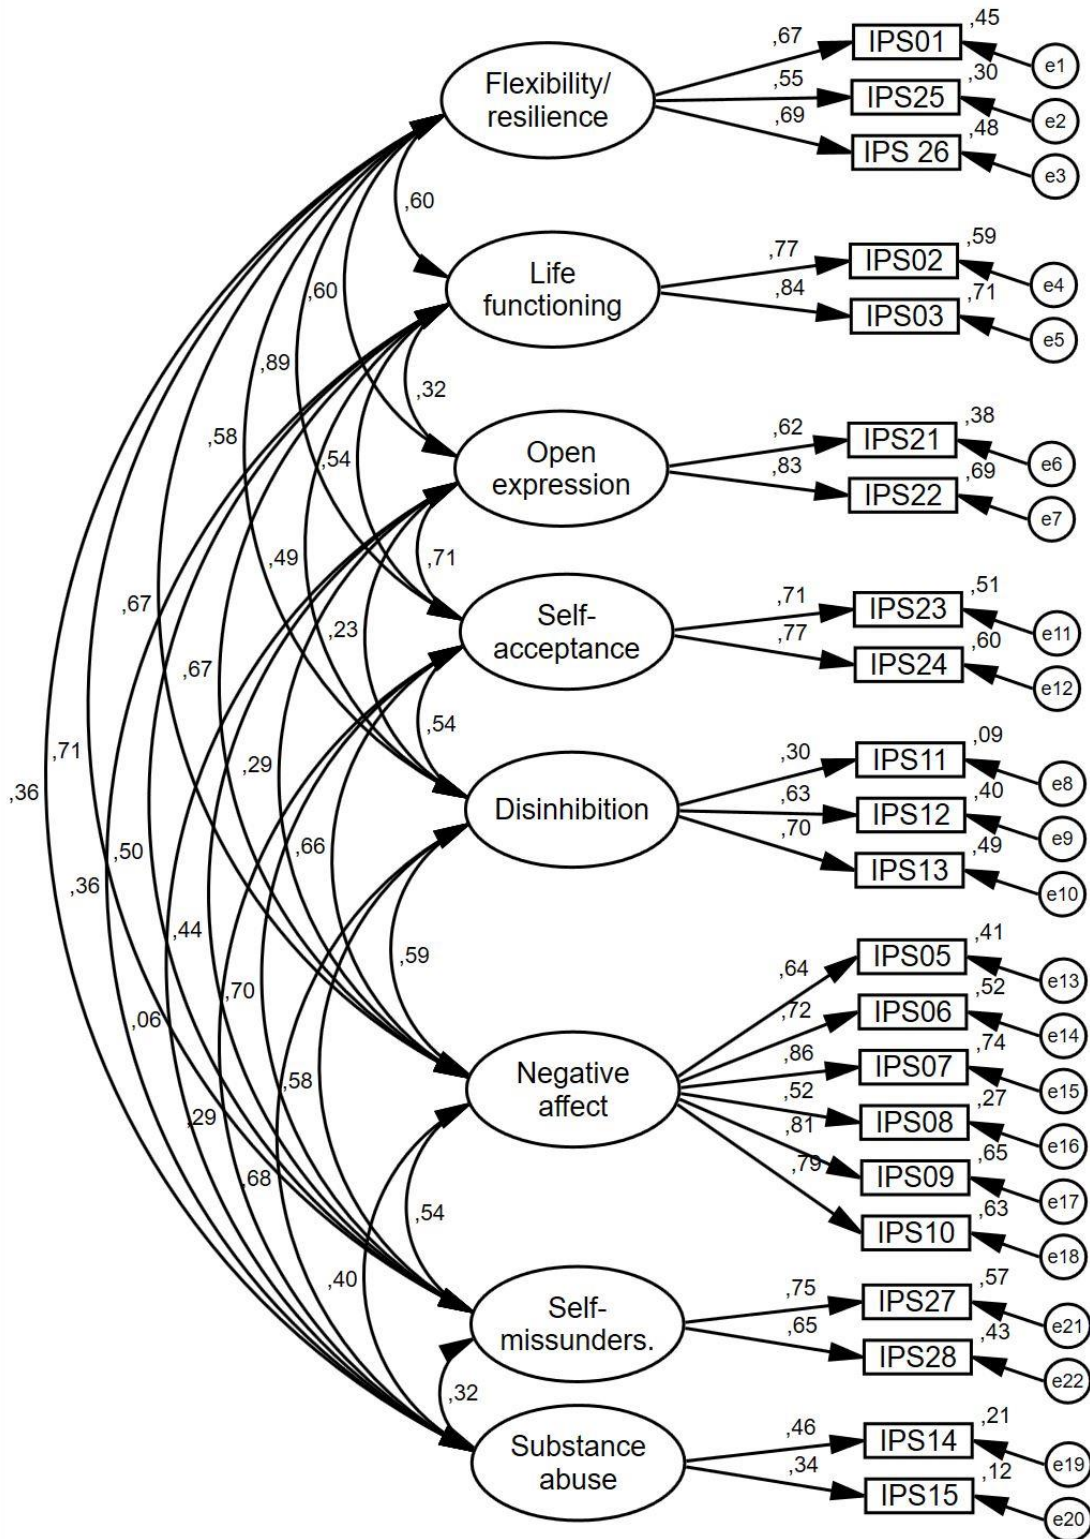 ,45
,67
IPS01
e1
Flexibility/
resilience
,55
IPS25
,30
e2
,69
IPS 26
,48
e3
,60
Life
functioning
,77
IPS02
,59
e4
,84
IPS03
,71
e5
,60
,89
,32
,58
,54
Open
expression
,62
IPS21
,38
e6
,83
IPS22
,69
e7
,49
,71
,67
,23
Self-
acceptance
,71
IPS23
,51
e11
,77
IPS24
,60
e12
,67
,54
,71
,29
,36
Disinhibition
,30
IPS11
,09
e8
,63
IPS12
,40
e9
,70
IPS13
,49
e10
,50
,66
,36
,44
,59
,70
,06
,58
Negative
affect
,64
IPS05
,41
e13
,72
IPS06
,52
e14
,86
IPS07
,74
e15
,52
IPS08
,27
e16
,81
IPS09
,65
e17
,79
IPS10
,63
e18
,29
,68
,54
,40
Self-
missunders.
,75
IPS27
,57
e21
,65
IPS28
,43
e22
,32
Substance
abuse
,46
IPS14
,21
e19
,34
IPS15
,12
e20